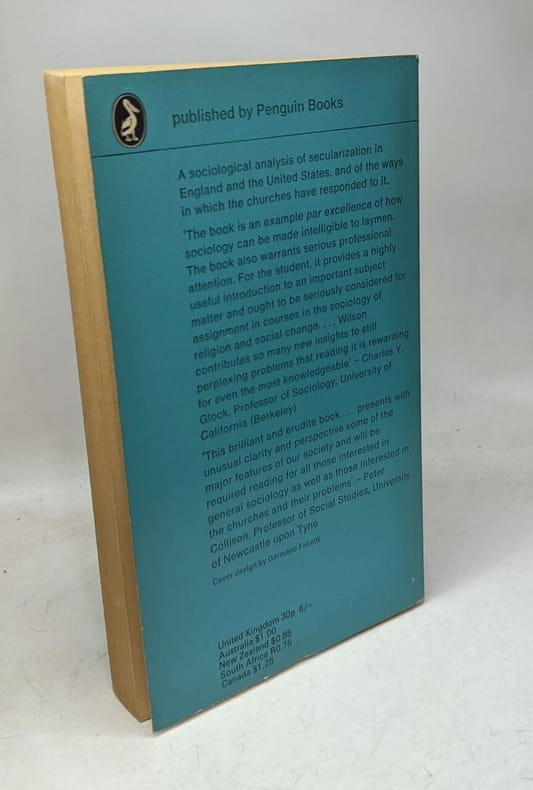 published by Penguin Books
A sociological analysis of secularization in
England and the United States, and of the ways
in which the churches have responded to it.
'The book is an example par excellence of how
sociology can be made intelligible to laymen.
The book also warrants serious professional
attention. For the student, it provides a highly
useful introduction to an important subject
matter and ought to be seriously considered for
assignment in courses in the sociology of
religion and social change. . . . Wilson
contributes so many new insights to still
perplexing problems that reading it is rewarding
for even the most knowledgeable' – Charles Y.
Glock, Professor of Sociology, University of
California (Berkeley)
'This brilliant and erudite book . . . presents with
unusual clarity and perspective some of the
major features of our society and will be
required reading for all those interested in
general sociology as well as those interested in
the churches and their problems' – Peter
Collison, Professor of Social Studies, University
of Newcastle upon Tyne
Cover design by Germano Facetti
United Kingdom 30p 6/–
Australia $1.00
New Zealand $0.85
South Africa R0.75
Canada $1.25